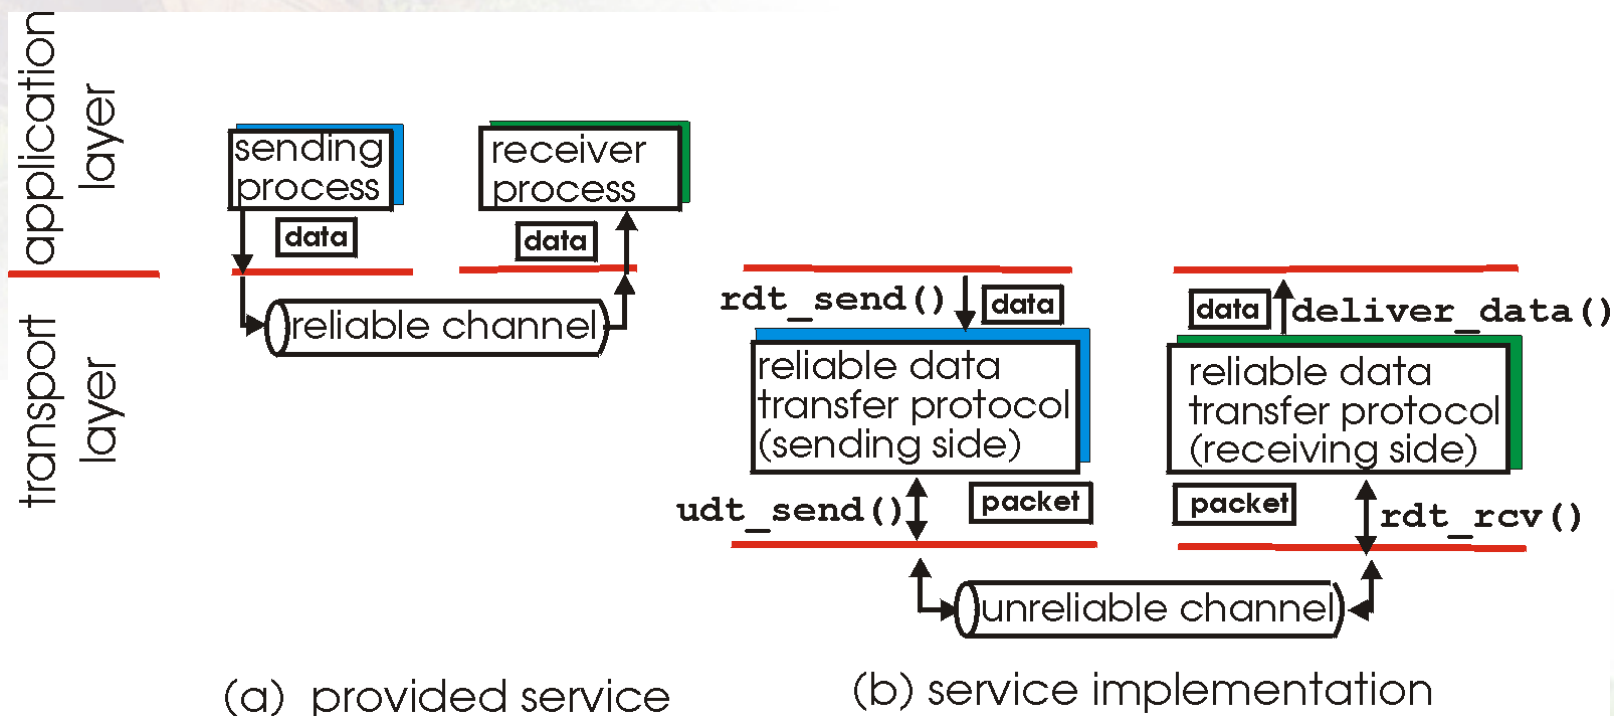 application
layer
transport
layer
sending
process
data
receiver
process
data
reliable channel
(a) provided service
rdt_send()
data
reliable data
transfer protocol
(sending side)
udt_send()
packet
data
deliver_data()
reliable data
transfer protocol
(receiving side)
packet
rdt_rcv()
unreliable channel
(b) service implementation